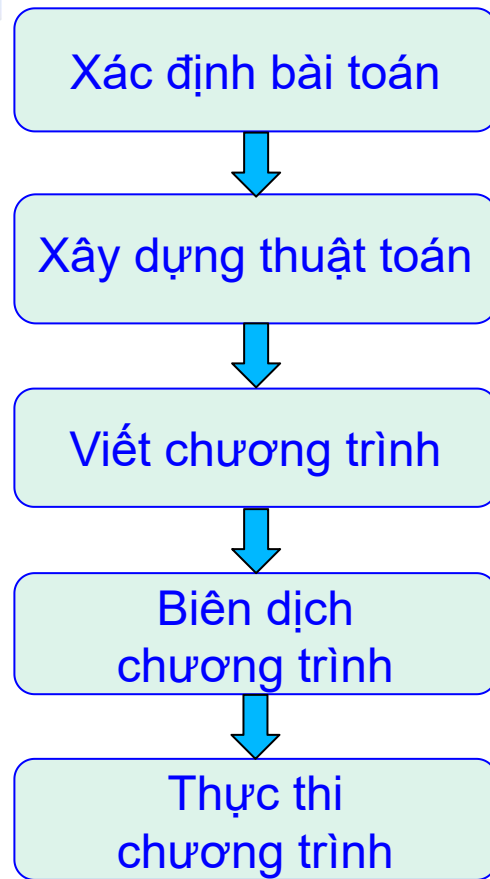 Xác định bài toán
Xây dựng thuật toán
Viết chương trình
Biên dịch
chương trình
Thực thi
chương trình